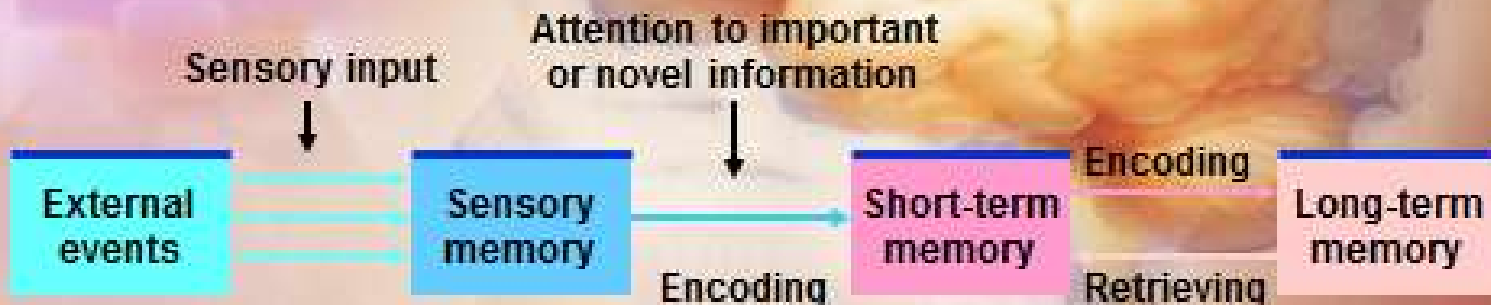 Attention to important
or novel information
Sensory input
External
events
Sensory
memory
Encoding
Short-term
memory
Encoding
Retrieving
Long-term
memory